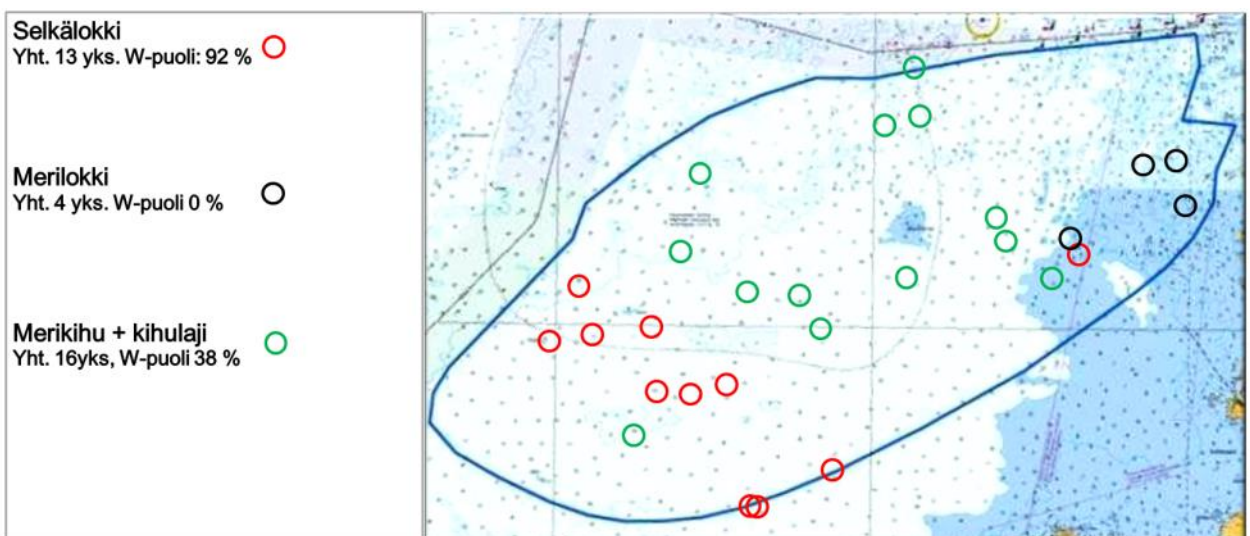 Selkälokki
Yht. 13 yks. W-puoli: 92 %
Merilokki
Yht. 4 yks. W-puoli 0 %
Merikihu + kihulaji
Yht. 16yks, W-puoli 38 %